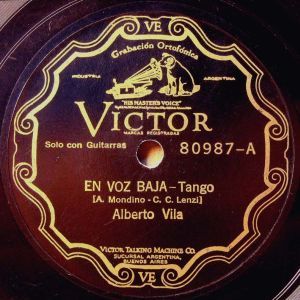 VE
Grabación Ortofónica
INDUSTRIA
ARGENTINA
"HIS MASTER'S VOICE"
VICTOR
MARCAS REGISTRADAS
Solo con Guitarras
80987-A
EN VOZ BAJA-Tango
[A. Mondino - C. C. Lenzi]
Alberto Vila
VICTOR TALKING MACHINE CO.
SUCURSAL ARGENTINA,
BUENOS AIRES
VE